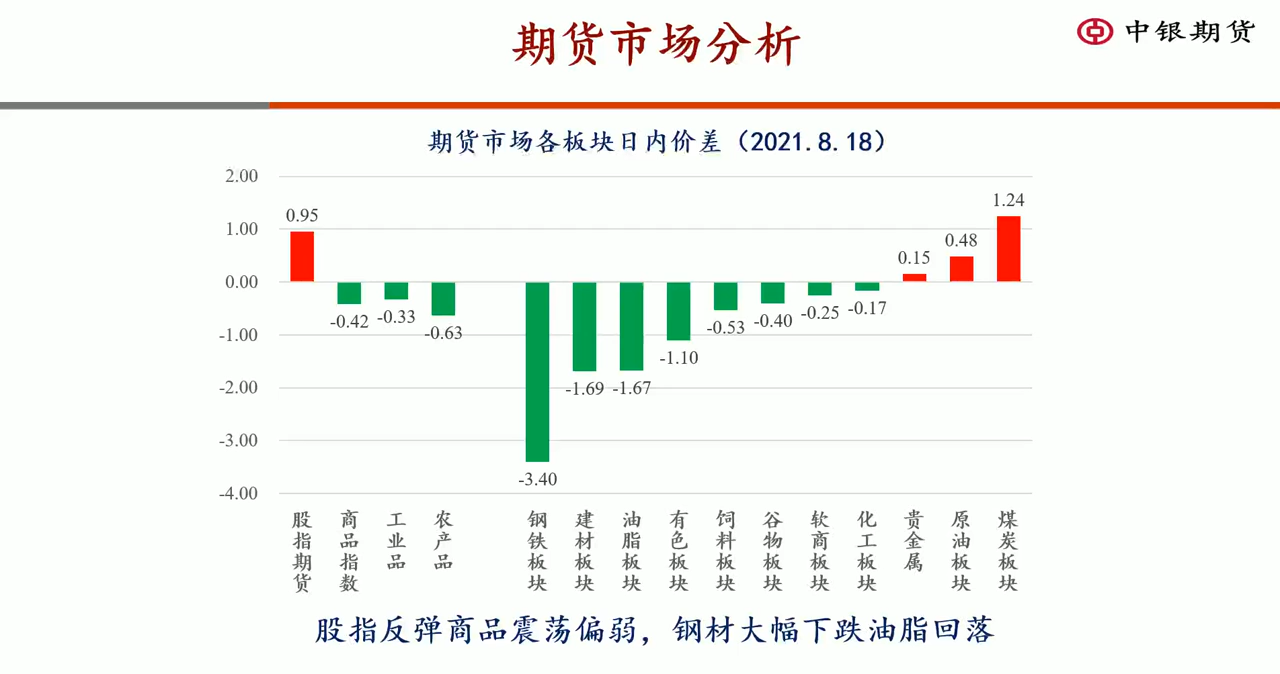 期货市场分析
中银期货
期货市场各板块日内价差（2021.8.18）
2.00
1.00
0.00
-1.00
-2.00
-3.00
-4.00
0.95
-0.42
-0.33
-0.63
-3.40
-1.69
-1.67
-1.10
-0.53
-0.40
-0.25
-0.17
0.15
0.48
1.24
股指期货
商品指数
工业品
农产品
钢铁板块
建材板块
油脂板块
有色板块
饲料板块
谷物板块
软商板块
化工板块
贵金属
原油板块
煤炭板块
股指反弹商品震荡偏弱，钢材大幅下跌油脂回落